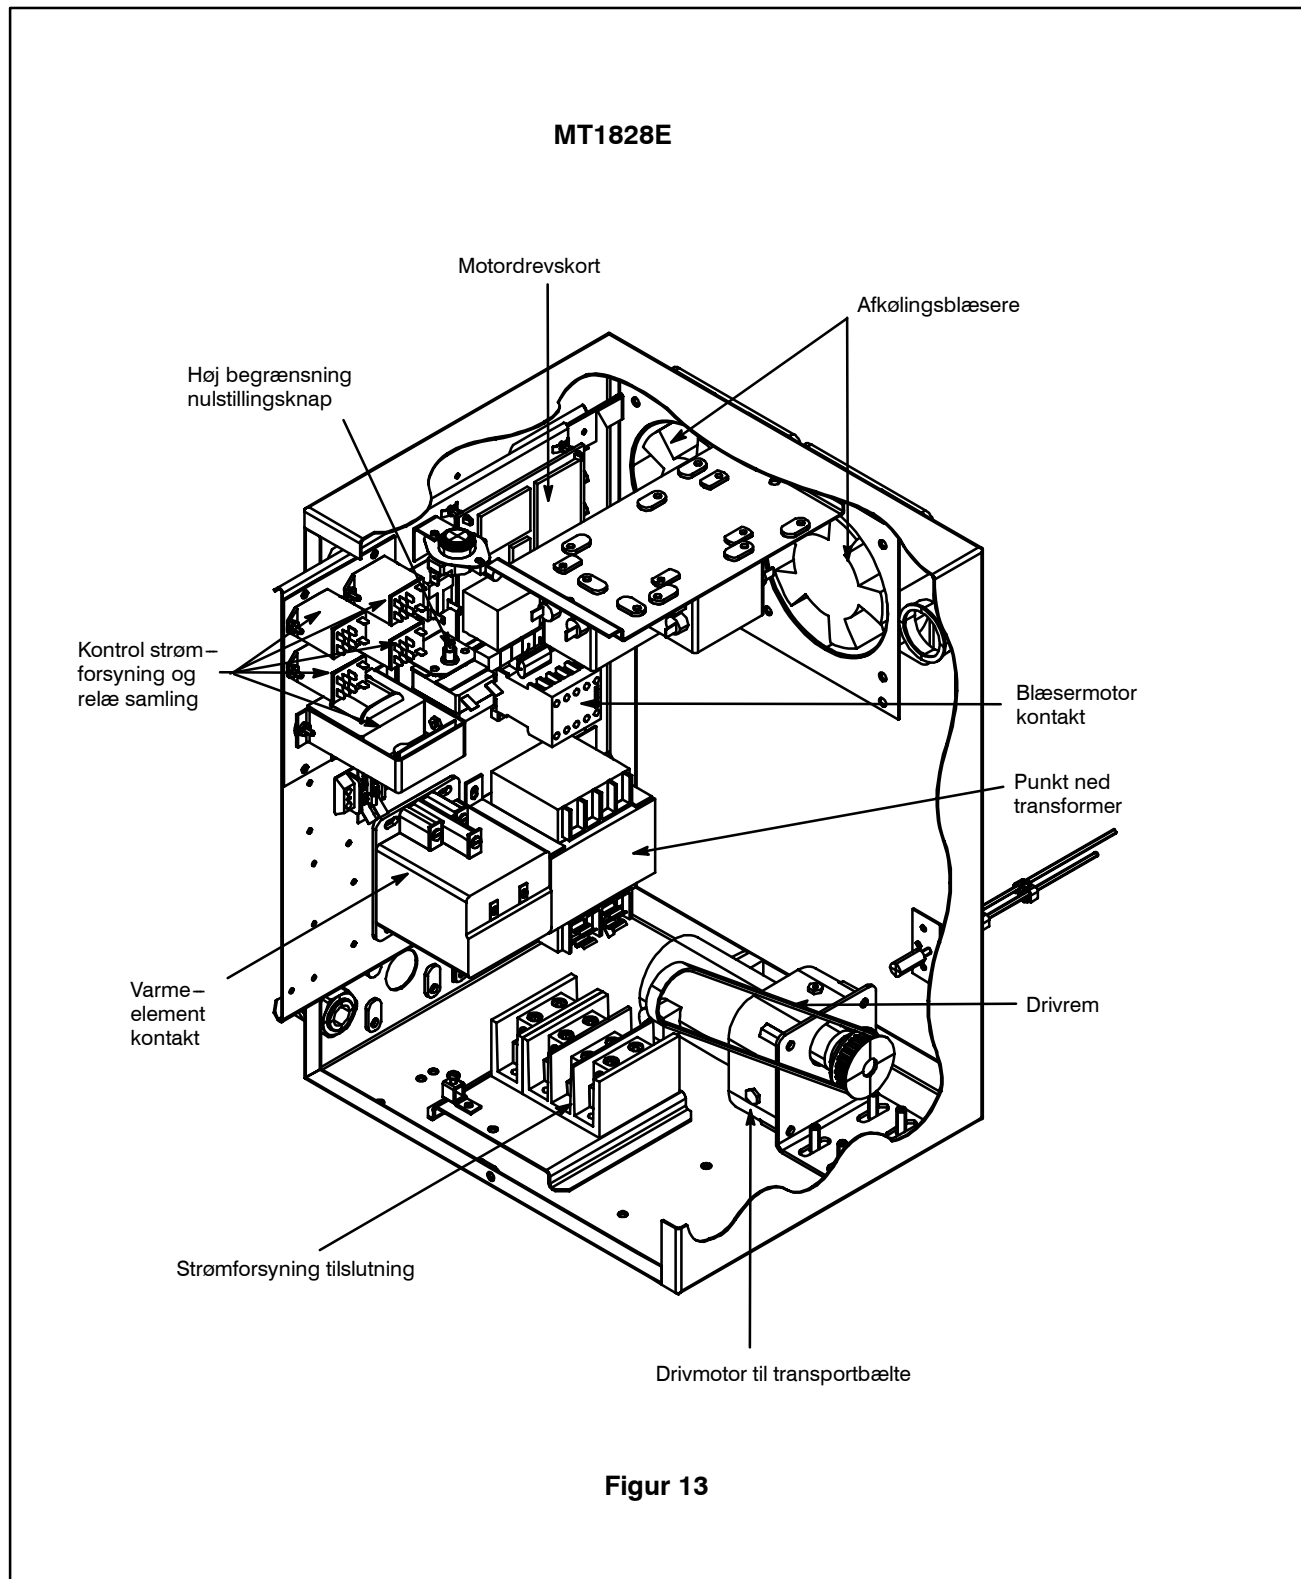 MT1828E
Motordrevskort
Afkølingsblæsere
Høj begrænsning
nulstillingsknap
Kontrol strøm–
forsyning og
relæ samling
Blæsermotor
kontakt
Punkt ned
transformer
Varme–
element
kontakt
Drivrem
Strømforsyning tilslutning
Drivmotor til transportbælte
Figur 13